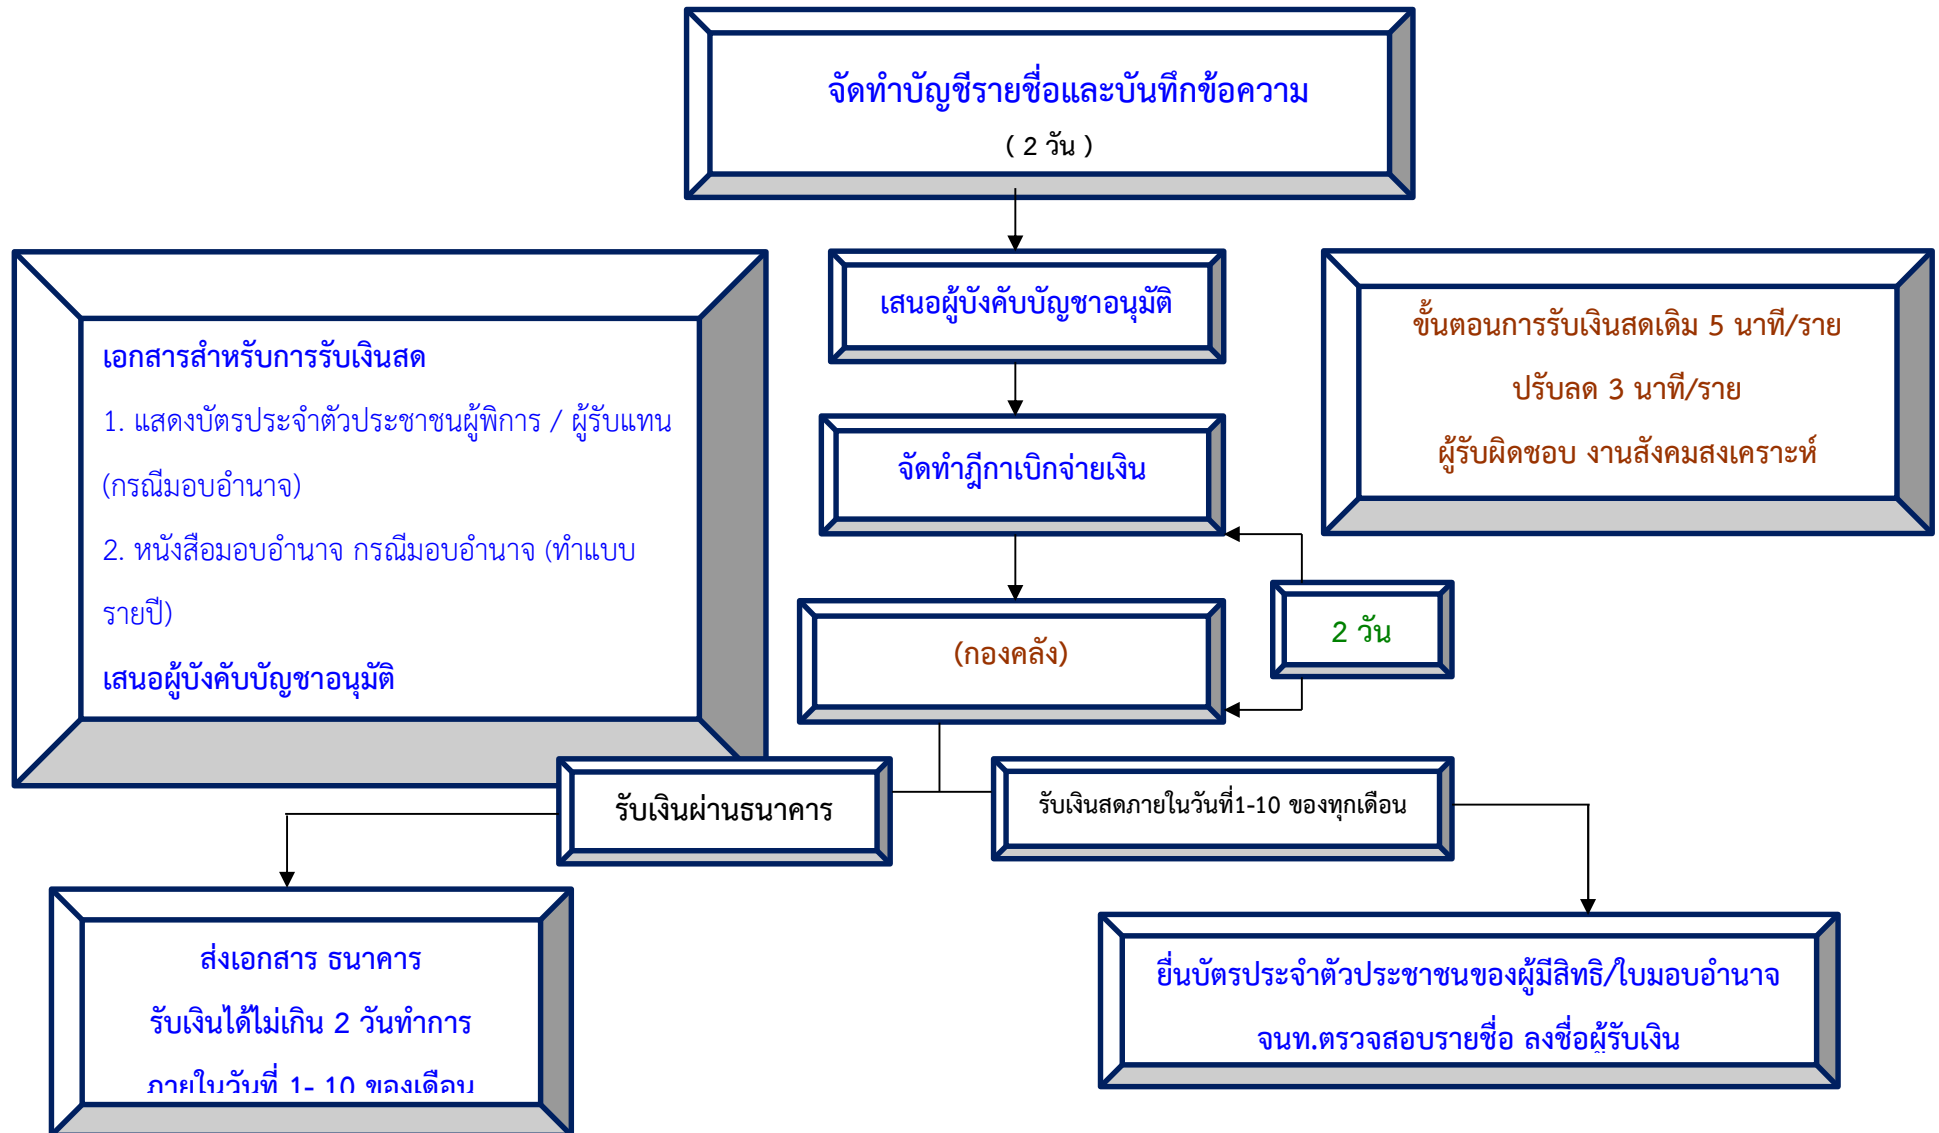 จัดทำบัญชีรายชื่อและบันทึกข้อความ
( 2 วัน )
เสนอผู้บังคับบัญชาอนุมัติ
ขั้นตอนการรับเงินสดเดิม 5 นาที/ราย
ปรับลด 3 นาที/ราย
ผู้รับผิดชอบ งานสังคมสงเคราะห์
เอกสารสำหรับการรับเงินสด
1. แสดงบัตรประจำตัวประชาชนผู้พิการ / ผู้รับแทน
(กรณีมอบอำนาจ)
2. หนังสือมอบอำนาจ กรณีมอบอำนาจ (ทำแบบ
รายปี)
เสนอผู้บังคับบัญชาอนุมัติ
จัดทำฎีกาเบิกจ่ายเงิน
(กองคลัง)
2 วัน
รับเงินผ่านธนาคาร
รับเงินสดภายในวันที่1-10 ของทุกเดือน
ส่งเอกสาร ธนาคาร
รับเงินได้ไม่เกิน 2 วันทำการ
ภายในวันที่ 1- 10 ของเดือน
ยื่นบัตรประจำตัวประชาชนของผู้มีสิทธิ/ใบมอบอำนาจ
จนท.ตรวจสอบรายชื่อ ลงชื่อผู้รับเงิน